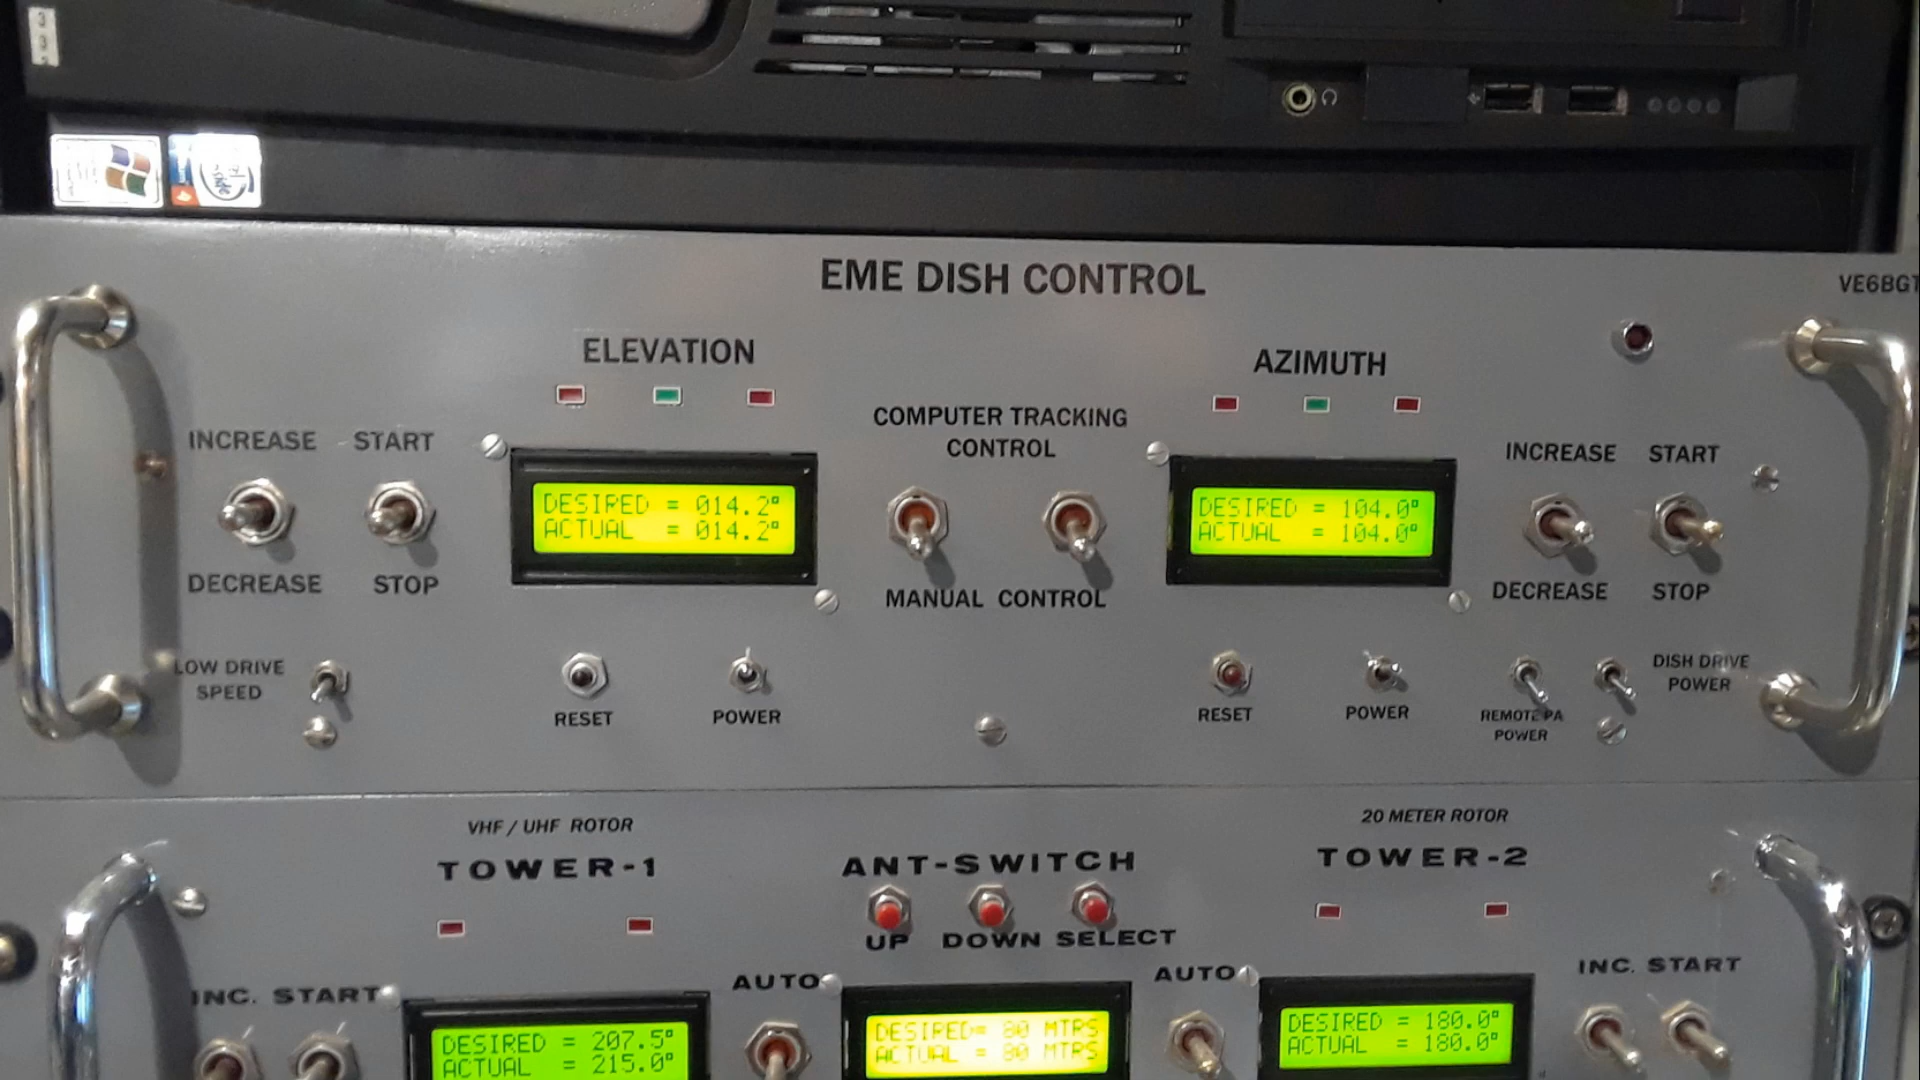 EME DISH CONTROL
VE6BGT
ELEVATION
AZIMUTH
COMPUTER TRACKING
CONTROL
INCREASE START
INCREASE START
DESIRED = 014.2°
ACTUAL = 014.2°
DESIRED = 104.0°
ACTUAL = 104.0°
DECREASE STOP
MANUAL CONTROL
DECREASE STOP
LOW DRIVE
SPEED
DISH DRIVE
POWER
RESET
POWER
RESET
POWER
REMOTE PA
POWER
VHF / UHF ROTOR
20 METER ROTOR
TOWER-1
ANT-SWITCH
TOWER-2
UP DOWN SELECT
INC. START
AUTO
AUTO
INC. START
DESIRED = 207.5°
ACTUAL = 215.0°
DESIRED= 80 MTRS
ACTUAL = 80 MTRS
DESIRED = 180.0°
ACTUAL = 180.0°